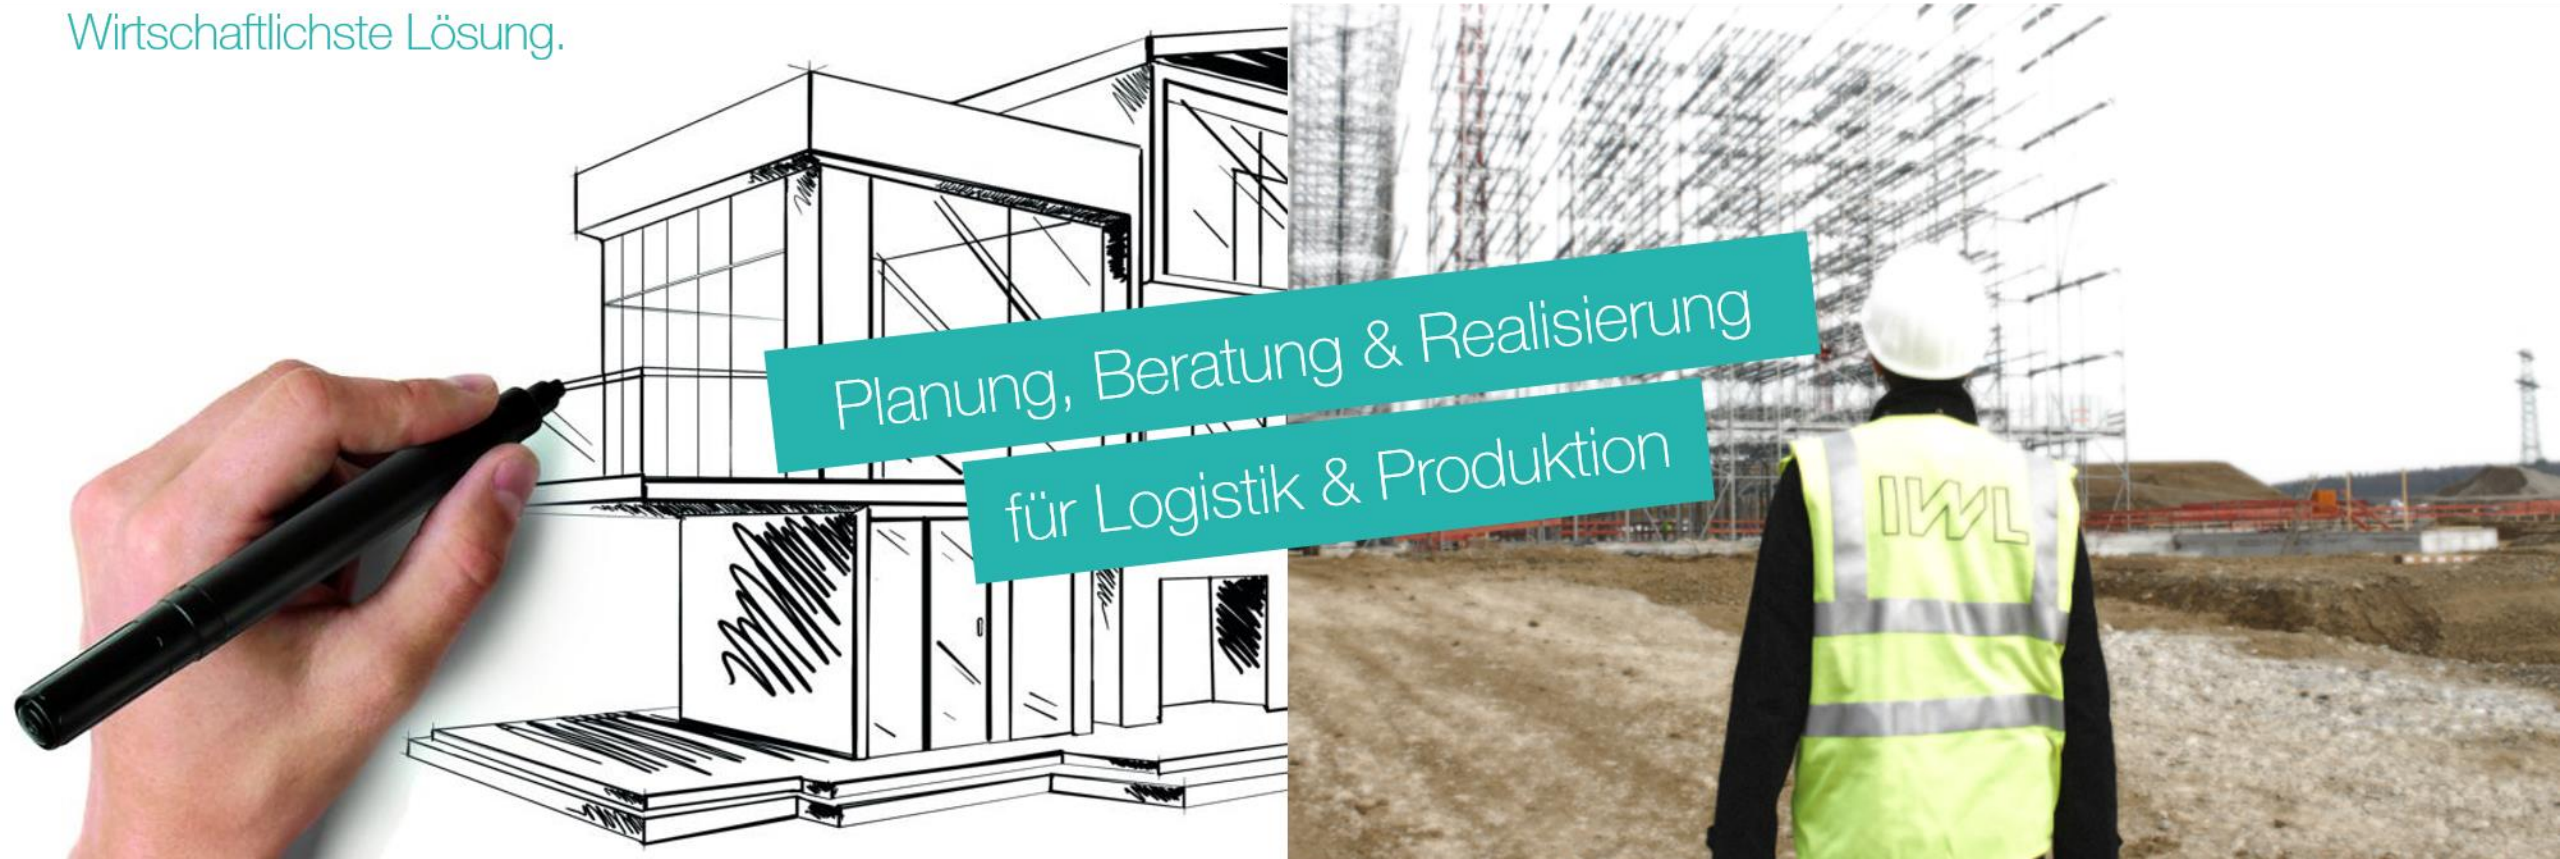 Wirtschaftlichste Lösung.
Planung, Beratung & Realisierung
für Logistik & Produktion
IWL